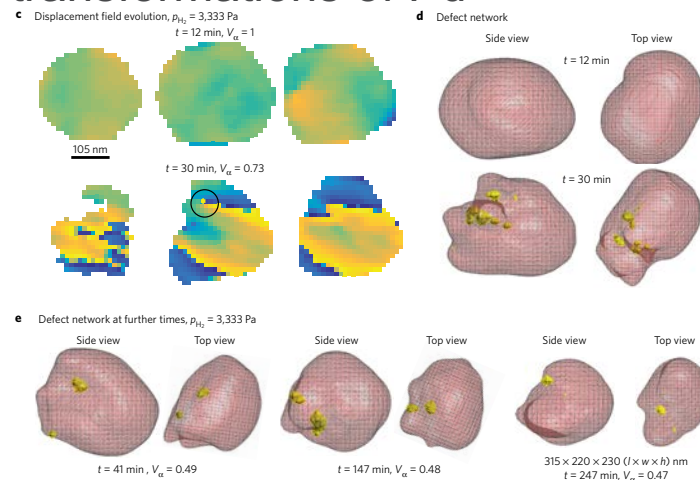 transformations of Pd
c Displacement field evolution, pH₂ = 3,333 Pa
t = 12 min, Vα = 1
105 nm
t = 30 min, Vα = 0.73
d Defect network
Side view Top view
t = 12 min
t = 30 min
e Defect network at further times, pH₂ = 3,333 Pa
Side view Top view Side view Top view Side view Top view
t = 41 min , Vα = 0.49
t = 147 min, Vα = 0.48
315 × 220 × 230 (l × w × h) nm
t = 247 min, Vα = 0.47